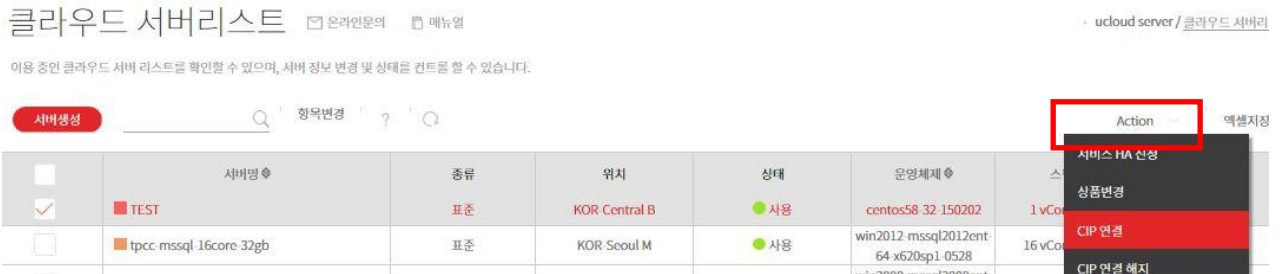 클라우드 서버리스트 온라인문의 매뉴얼 ucloud server / 클라우드 서버리
이용 중인 클라우드 서버 리스트를 확인할 수 있으며, 서버 정보 변경 및 상태를 컨트롤 할 수 있습니다.
서버생성 항목변경 ? Action 엑셀저장
서비스 HA 신청
서버명 종류 위치 상태 운영체제 스
상품변경
TEST 표준 KOR-Central B 사용 centos58-32-150202 1 vCo
CIP 연결
tpcc-mssql-16core-32gb 표준 KOR-Seoul M 사용 win2012-mssql2012ent-
64-x620sp1-0528 16 vCo
CIP 연결 해지